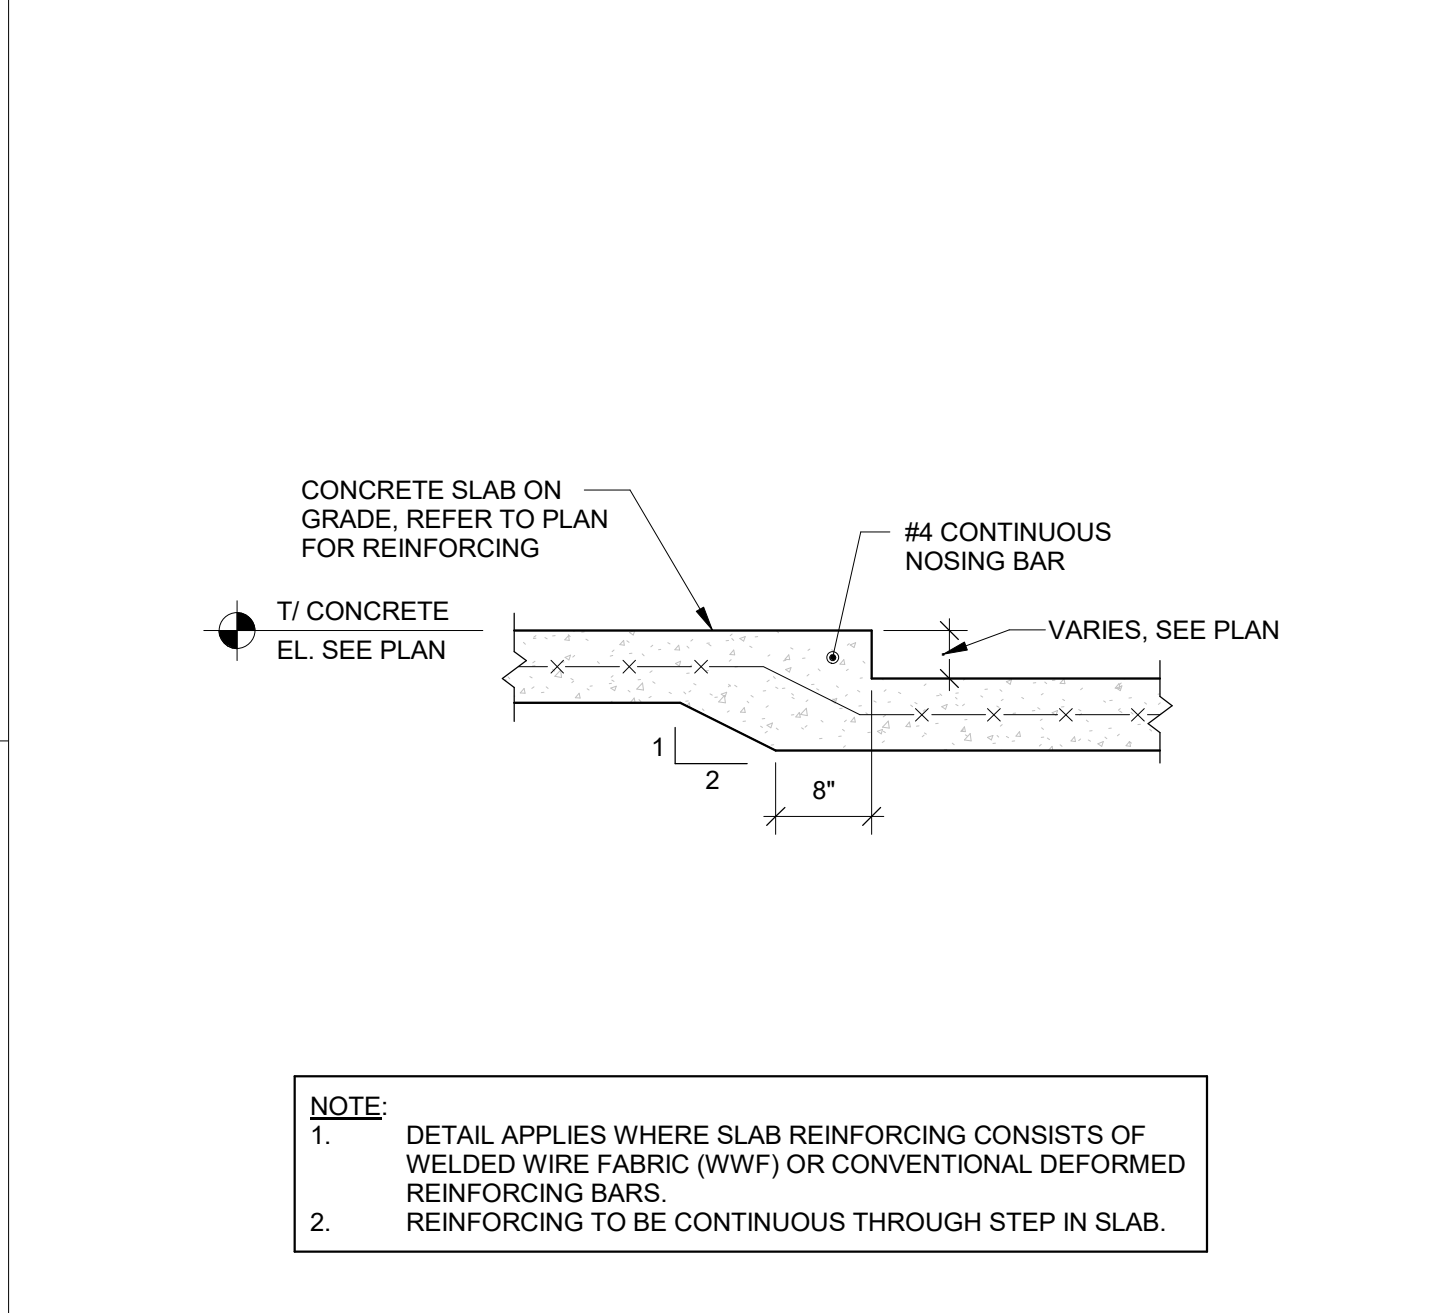 CONCRETE SLAB ON
GRADE, REFER TO PLAN
FOR REINFORCING
#4 CONTINUOUS
NOSING BAR
T/ CONCRETE
EL. SEE PLAN
VARIES, SEE PLAN
1
2
8"
NOTE:
1. DETAIL APPLIES WHERE SLAB REINFORCING CONSISTS OF
WELDED WIRE FABRIC (WWF) OR CONVENTIONAL DEFORMED
REINFORCING BARS.
2. REINFORCING TO BE CONTINUOUS THROUGH STEP IN SLAB.